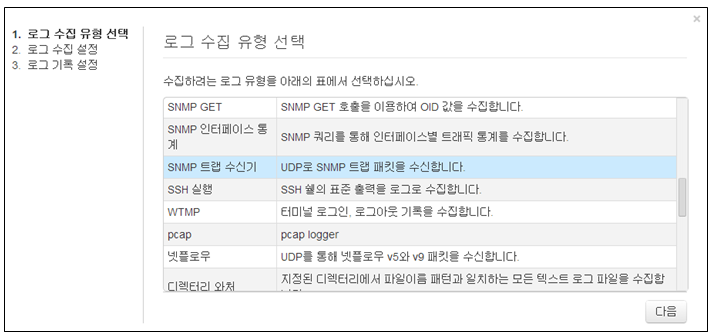 ×
1. 로그 수집 유형 선택
2. 로그 수집 설정
3. 로그 기록 설정
로그 수집 유형 선택
수집하려는 로그 유형을 아래의 표에서 선택하십시오.
SNMP GET SNMP GET 호출을 이용하여 OID 값을 수집합니다.
SNMP 인터페이스 통
계 SNMP 쿼리를 통해 인터페이스별 트래픽 통계를 수집합니다.
SNMP 트랩 수신기 UDP로 SNMP 트랩 패킷을 수신합니다.
SSH 실행 SSH 쉘의 표준 출력을 로그로 수집합니다.
WTMP 터미널 로그인, 로그아웃 기록을 수집합니다.
pcap pcap logger
넷플로우 UDP를 통해 넷플로우 v5와 v9 패킷을 수신합니다.
디렉터리 와처 지정된 디렉터리에서 파일이름 패턴과 일치하는 모든 텍스트 로그 파일을 수집합
다음